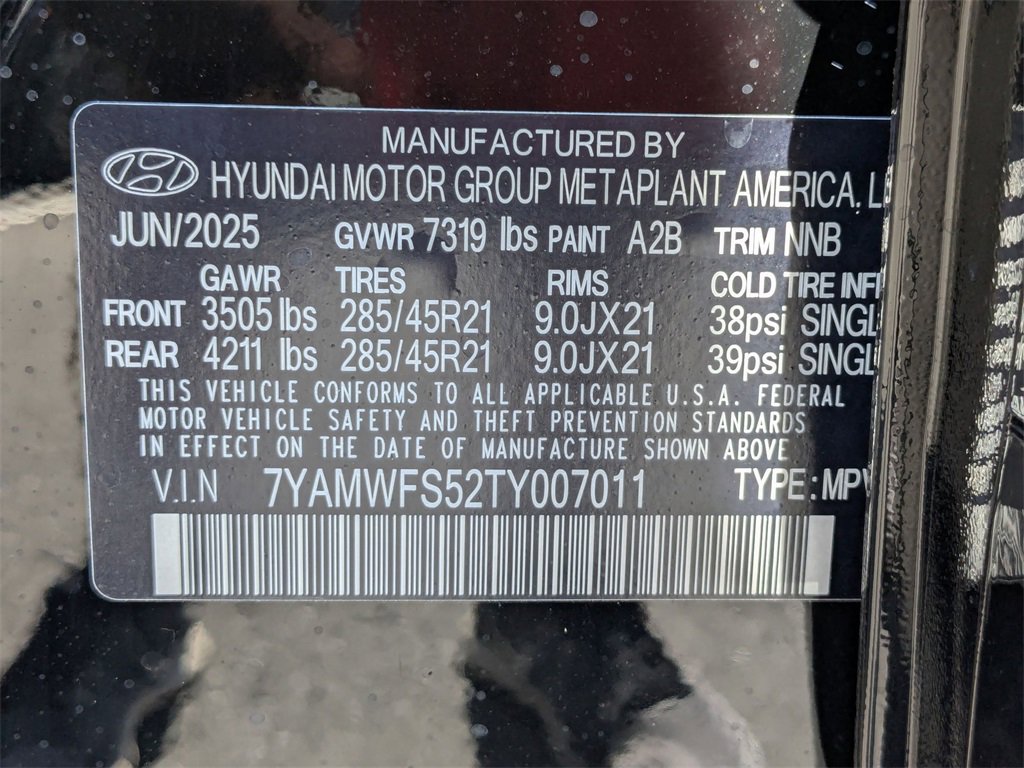 MANUFACTURED BY
HYUNDAI MOTOR GROUP METAPLANT AMERICA, L
JUN/2025 GVWR 7319 lbs PAINT A2B TRIM NNB
GAWR TIRES RIMS COLD TIRE INF
FRONT 3505 lbs 285/45R21 9.0JX21 38psi SINGL
REAR 4211 lbs 285/45R21 9.0JX21 39psi SINGL
THIS VEHICLE CONFORMS TO ALL APPLICABLE U.S.A. FEDERAL
MOTOR VEHICLE SAFETY AND THEFT PREVENTION STANDARDS
IN EFFECT ON THE DATE OF MANUFACTURE SHOWN ABOVE
V.I.N 7YAMWFS52TY007011 TYPE: MPV